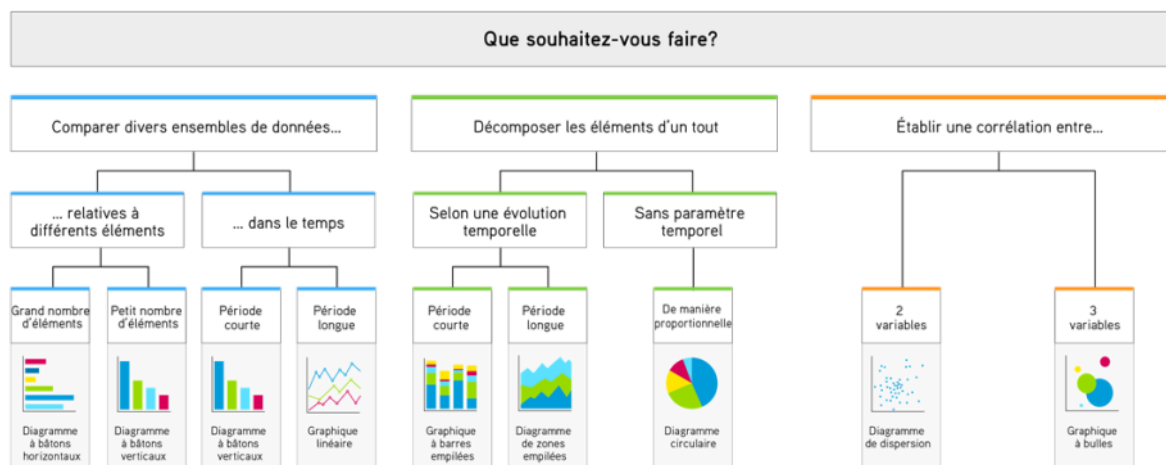 Que souhaitez-vous faire?
Comparer divers ensembles de données...
Décomposer les éléments d'un tout
Établir une corrélation entre...
... relatives à
différents éléments
... dans le temps
Selon une évolution
temporelle
Sans paramètre
temporel
Grand nombre
d'éléments
Petit nombre
d'éléments
Période
courte
Période
longue
Période
courte
Période
longue
De manière
proportionnelle
2
variables
3
variables
Diagramme
à bâtons
horizontaux
Diagramme
à bâtons
verticaux
Diagramme
à bâtons
verticaux
Graphique
linéaire
Graphique
à barres
empilées
Diagramme
de zones
empilées
Diagramme
circulaire
Diagramme
de dispersion
Graphique
à bulles